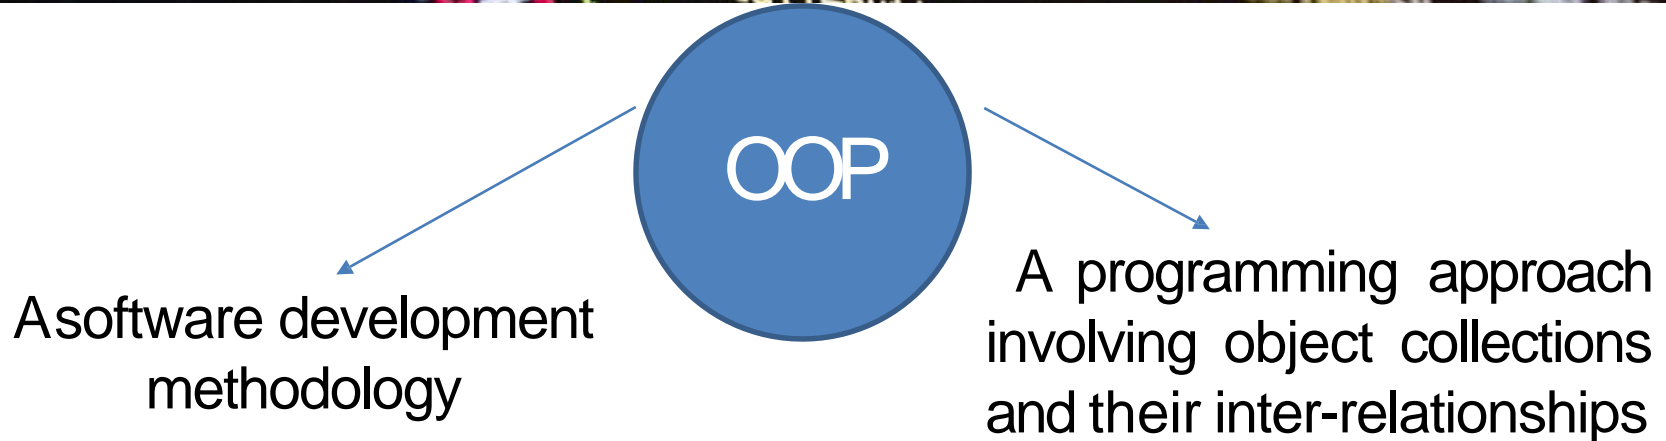 OOP
Asoftware development
methodology
A programming approach
involving object collections
and their inter-relationships